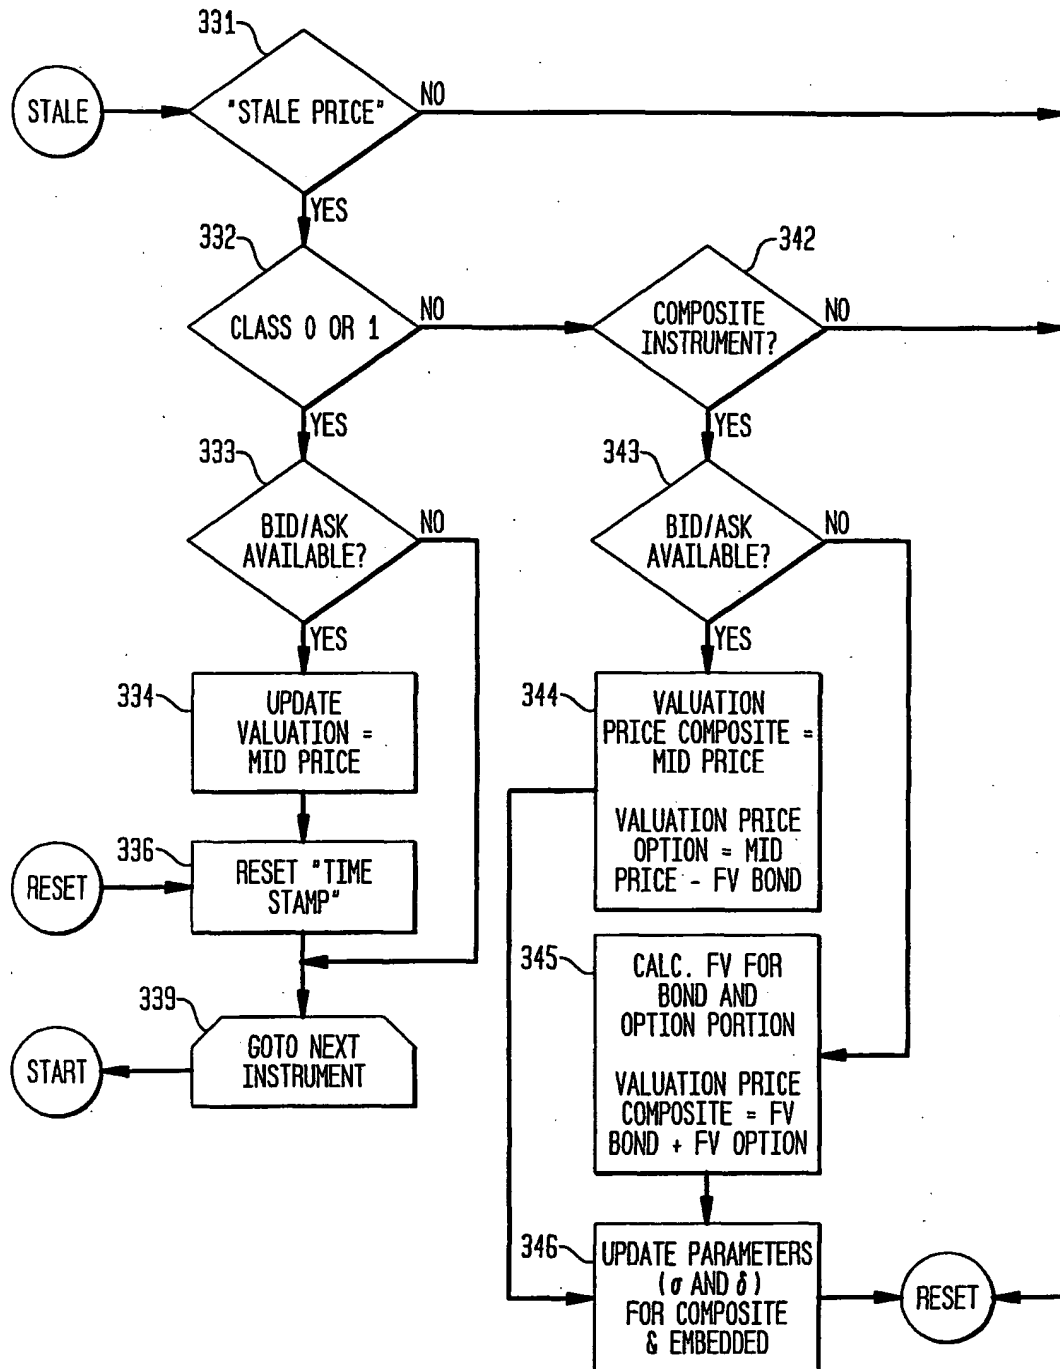 331
STALE
"STALE PRICE"
NO
YES
332
CLASS 0 OR 1
NO
YES
342
COMPOSITE
INSTRUMENT?
NO
YES
333
BID/ASK
AVAILABLE?
NO
YES
343
BID/ASK
AVAILABLE?
NO
YES
334
UPDATE
VALUATION =
MID PRICE
344
VALUATION
PRICE COMPOSITE =
MID PRICE
VALUATION PRICE
OPTION = MID
PRICE - FV BOND
336
RESET
RESET "TIME
STAMP"
339
START
GOTO NEXT
INSTRUMENT
345
CALC. FV FOR
BOND AND
OPTION PORTION
VALUATION PRICE
COMPOSITE = FV
BOND + FV OPTION
346
UPDATE PARAMETERS
(σ AND δ)
FOR COMPOSITE
& EMBEDDED
RESET